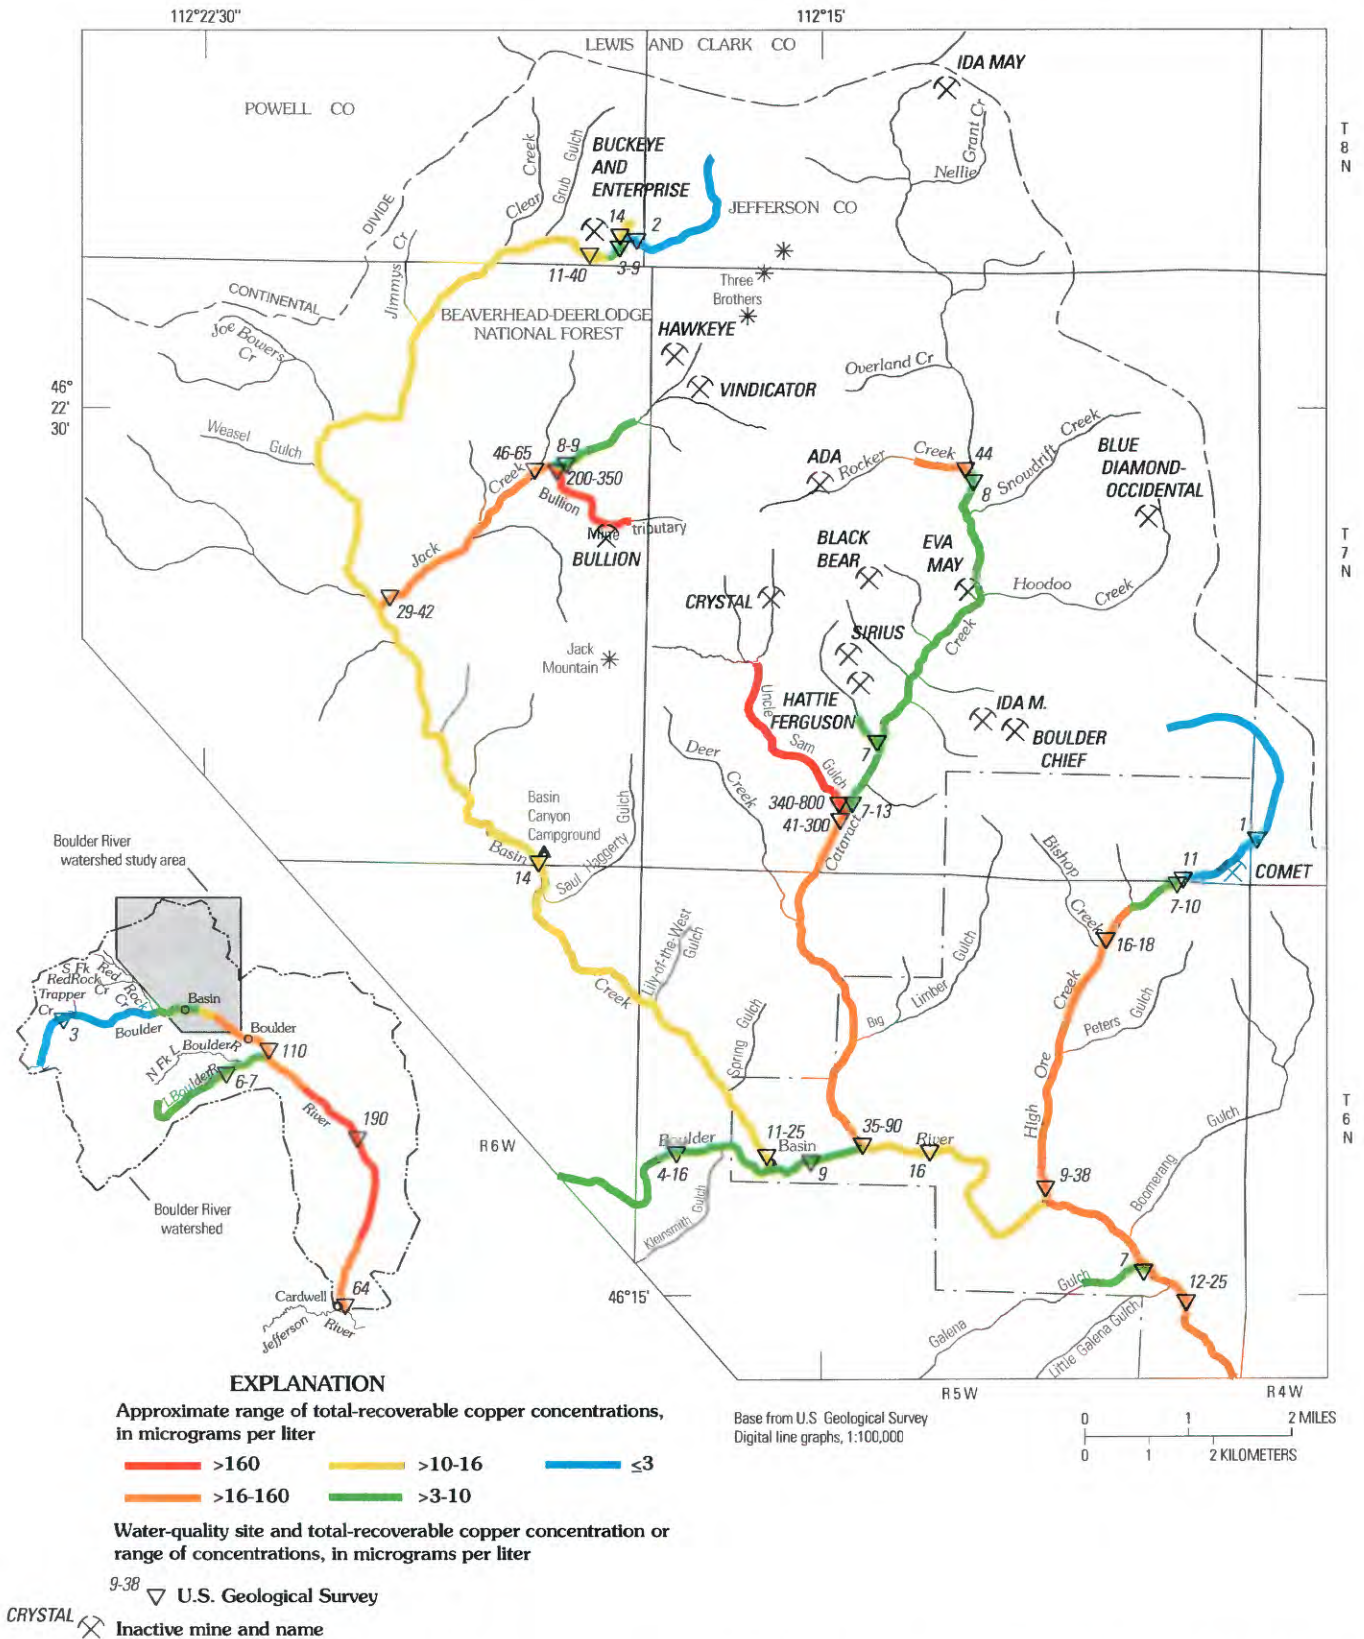 112°22'30"
112°15'
LEWIS AND CLARK CO
IDA MAY
POWELL CO
T
8
N
Grant Cr
Nellie
Clear Creek
Grub Gulch
BUCKEYE
AND
ENTERPRISE
14
2
JEFFERSON CO
DIVIDE
Jimmys Cr
11-40
3-9
CONTINENTAL
Three
Brothers
Joe Bowers
Cr
BEAVERHEAD-DEERLODGE
NATIONAL FOREST
HAWKEYE
Overland Cr
VINDICATOR
46°
22'
30'
Weasel Gulch
46-65
8-9
200-350
Creek
Bullion
Mine tributary
BULLION
Jack
29-42
ADA
Rocker Creek
44
8
Snowdrift Creek
BLUE
DIAMOND-
OCCIDENTAL
T
7
N
BLACK
BEAR
EVA
MAY
Hoodoo Creek
CRYSTAL
SIRIUS
Creek
Jack
Mountain
Uncle Sam Gulch
HATTIE
FERGUSON
IDA M.
BOULDER
CHIEF
7
Deer Creek
340-800
7-13
41-300
Cataract
Basin
Canyon
Campground
Saul Haggerty Gulch
Basin
14
1
COMET
11
7-10
Bishop
Creek
16-18
Boulder River
watershed study area
Lily-of-the-West
Gulch
Creek
Limber Gulch
Big
Creek
Peters Gulch
S Fk Red Rock
RedRock Cr Cr
Trapper
Cr
3
Boulder
Basin
Boulder
L BoulderR
N Fk
110
LBoulderR
6-7
River
190
Spring Gulch
Ore
High
Gulch
Boomerang
T
6
N
R 6 W
Boulder
4-16
11-25
Basin
9
35-90
River
16
9-38
Kleinsmith Gulch
Boulder River
watershed
7
Gulch
12-25
46°15'
Galena
Little Galena Gulch
Cardwell
64
Jefferson River
R 5 W
R 4 W
EXPLANATION
Approximate range of total-recoverable copper concentrations,
in micrograms per liter
>160
>10-16
≤3
>16-160
>3-10
Base from U.S Geological Survey
Digital line graphs, 1:100,000
0 1 2 MILES
0 1 2 KILOMETERS
Water-quality site and total-recoverable copper concentration or
range of concentrations, in micrograms per liter
9-38
U.S. Geological Survey
CRYSTAL
Inactive mine and name